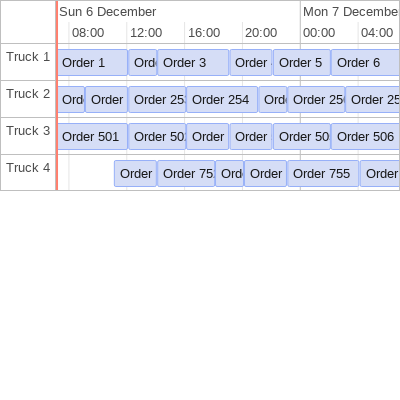 Sun 6 December Mon 7 Decembe
08:00 12:00 16:00 20:00 00:00 04:00
Truck 1 Order 1 Ord Order 3 Order Order 5 Order 6
Truck 2 Ord Order Order 25 Order 254 Ord Order 25 Order 25
Truck 3 Order 501 Order 50 Order Order Order 50 Order 506
Truck 4 Order Order 75 Ord Order Order 755 Order